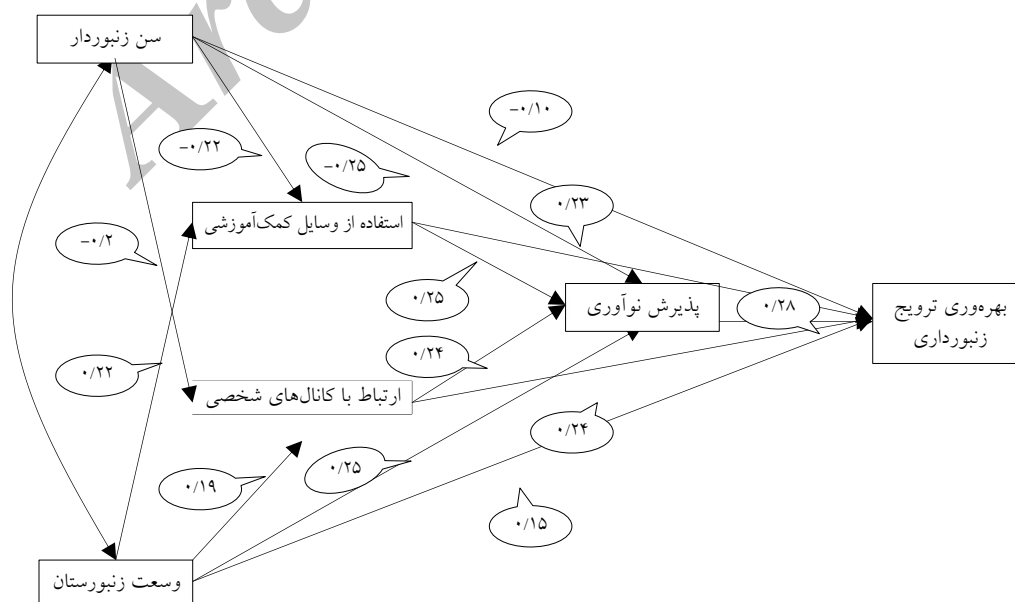 سن زنبوردار
-۰/۱۰
-۰/۲۲
-۰/۲۵
۰/۲۳
استفاده از وسایل کمک‌آموزشی
-۰/۲
۰/۲۵
پذیرش نوآوری
۰/۲۸
بهره‌وری ترویج
زنبورداری
۰/۲۴
۰/۲۲
ارتباط با کانال‌های شخصی
۰/۲۴
۰/۲۵
۰/۱۹
۰/۱۵
وسعت زنبورستان